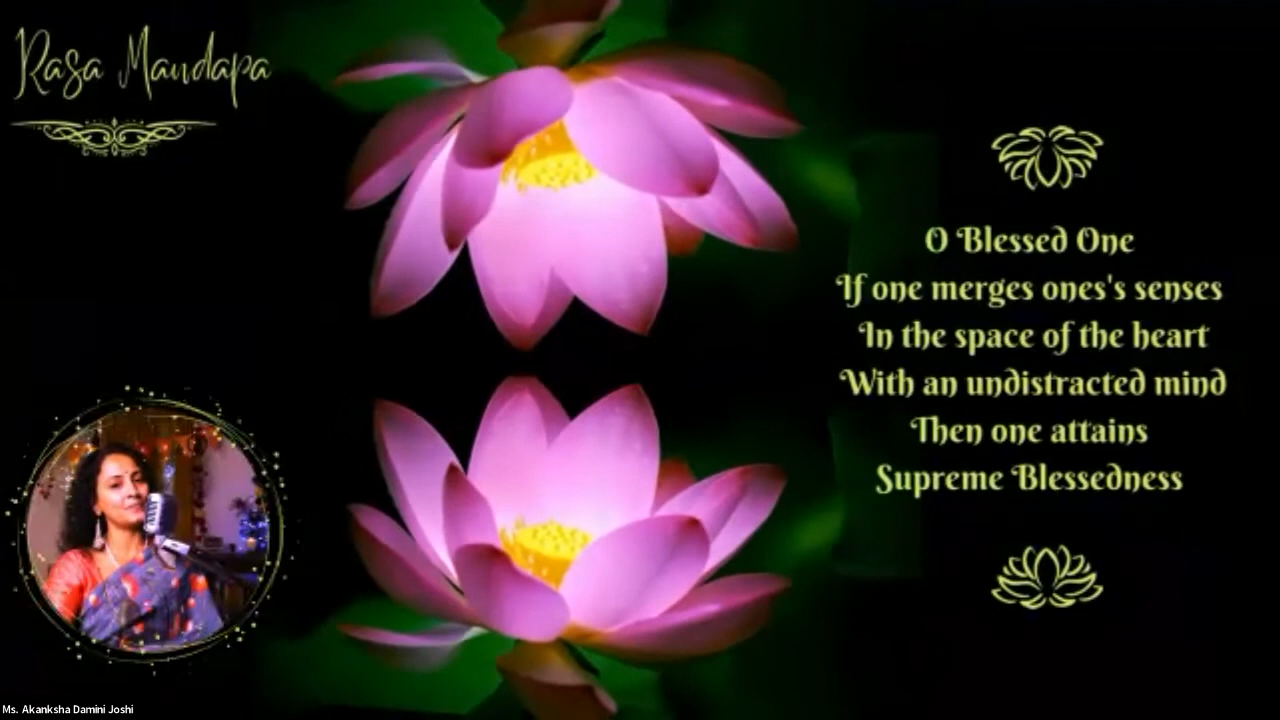 Rasa Mandapa
O Blessed One
If one merges ones's senses
In the space of the heart
With an undistracted mind
Then one attains
Supreme Blessedness
Ms. Akanksha Damini Joshi